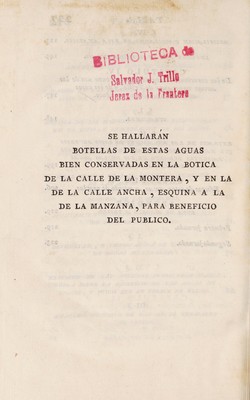 BIBLIOTECA de
Salvador J. Trillo
Jerez de la Frontera
SE HALLARÁN
BOTELLAS DE ESTAS AGUAS
BIEN CONSERVADAS EN LA BOTICA
DE LA CALLE DE LA MONTERA , Y EN LA
DE LA CALLE ANCHA , ESQUINA A LA
DE LA MANZANA, PARA BENEFICIO
DEL PUBLICO.